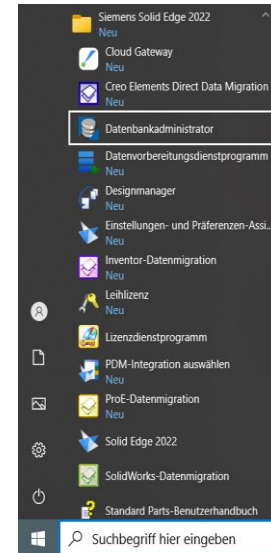 Siemens Solid Edge 2022
Neu
Cloud Gateway
Neu
Creo Elements Direct Data Migration
Neu
Datenbankadministrator
Datenvorbereitungsdienstprogramm
Neu
Designmanager
Neu
Einstellungen- und Präferenzen-Assi...
Neu
Inventor-Datenmigration
Neu
Leihlizenz
Neu
Lizenzdienstprogramm
PDM-Integration auswählen
Neu
ProE-Datenmigration
Neu
Solid Edge 2022
SolidWorks-Datenmigration
Standard Parts-Benutzerhandbuch
Suchbegriff hier eingeben